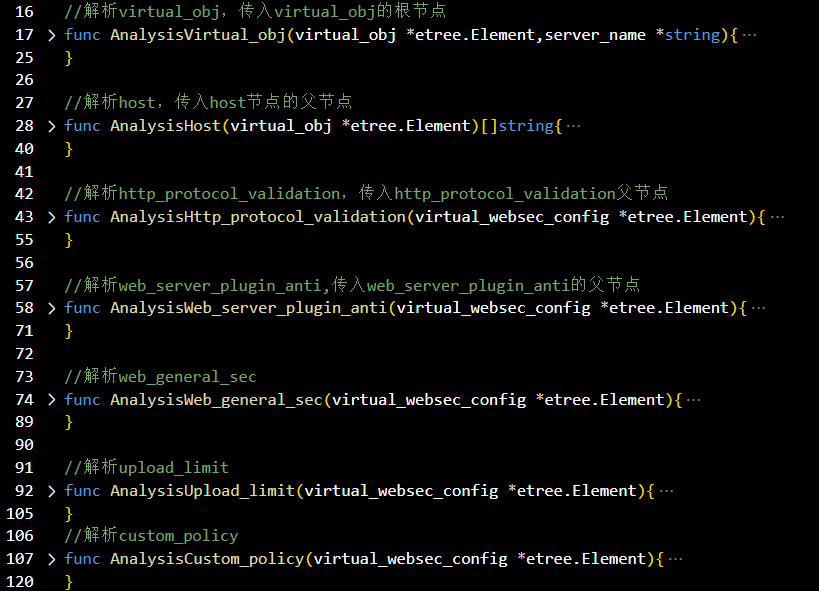 16 //解析virtual_obj，传入virtual_obj的根节点
17 > func AnalysisVirtual_obj(virtual_obj *etree.Element,server_name *string){···
25 }
26
27 //解析host，传入host节点的父节点
28 > func AnalysisHost(virtual_obj *etree.Element)[]string{···
40 }
41
42 //解析http_protocol_validation，传入http_protocol_validation父节点
43 > func AnalysisHttp_protocol_validation(virtual_websec_config *etree.Element){···
55 }
56
57 //解析web_server_plugin_anti,传入web_server_plugin_anti的父节点
58 > func AnalysisWeb_server_plugin_anti(virtual_websec_config *etree.Element){···
71 }
72
73 //解析web_general_sec
74 > func AnalysisWeb_general_sec(virtual_websec_config *etree.Element){···
89 }
90
91 //解析upload_limit
92 > func AnalysisUpload_limit(virtual_websec_config *etree.Element){···
105 }
106 //解析custom_policy
107 > func AnalysisCustom_policy(virtual_websec_config *etree.Element){···
120 }